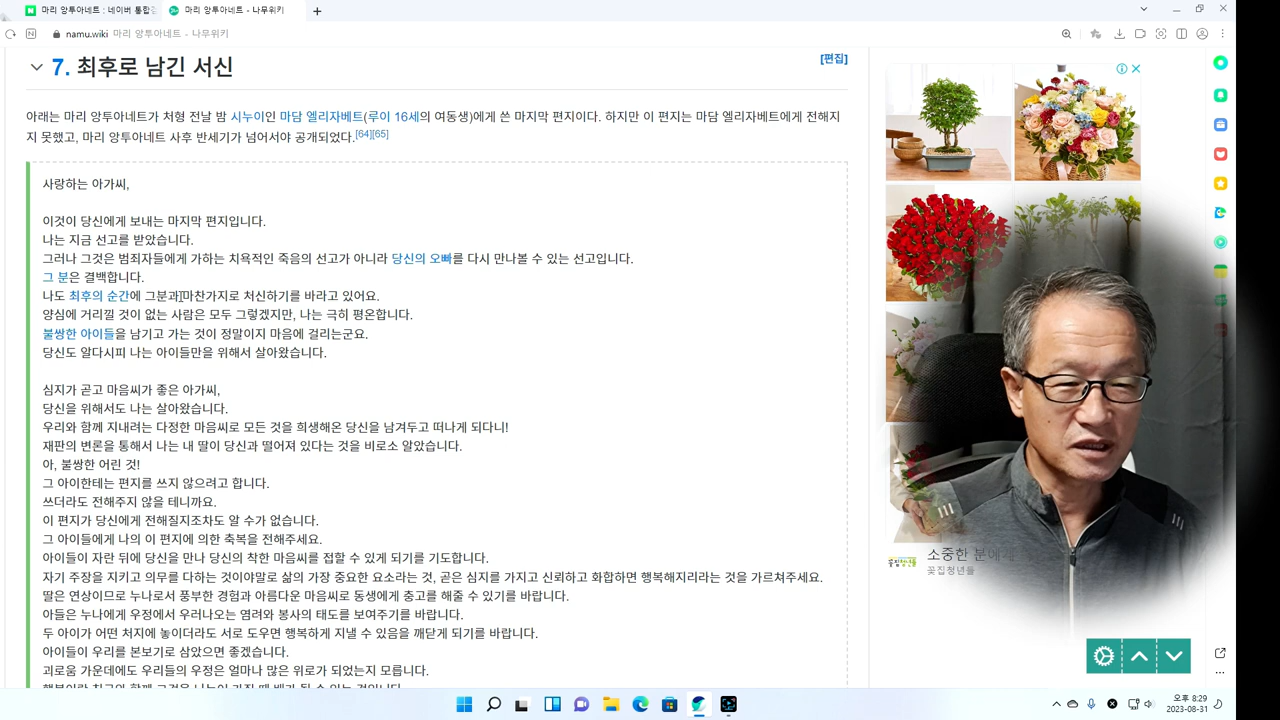 마리 앙투아네트 : 네이버 통합검
마리 앙투아네트 - 나무위키
namu.wiki 마리 앙투아네트 - 나무위키
7. 최후로 남긴 서신
[편집]
아래는 마리 앙투아네트가 처형 전날 밤 시누이인 마담 엘리자베트(루이 16세의 여동생)에게 쓴 마지막 편지이다. 하지만 이 편지는 마담 엘리자베트에게 전해지
지 못했고, 마리 앙투아네트 사흐 반세기가 넘어서야 공개되었다.[64][65]
사랑하는 아가씨,
이것이 당신에게 보내는 마지막 편지입니다.
나는 지금 선고를 받았습니다.
그러나 그것은 범죄자들에게 가하는 치욕적인 죽음의 선고가 아니라 당신의 오빠를 다시 만나볼 수 있는 선고입니다.
그 분은 결백합니다.
나도 최후의 순간에 그분과 마찬가지로 처신하기를 바라고 있어요.
양심에 거리낄 것이 없는 사람은 모두 그렇겠지만, 나는 극히 평온합니다.
불쌍한 아이들을 남기고 가는 것이 정말이지 마음에 걸리는군요.
당신도 알다시피 나는 아이들만을 위해서 살아왔습니다.
심지가 곧고 마음씨가 좋은 아가씨,
당신을 위해서도 나는 살아왔습니다.
우리와 함께 지내려는 다정한 마음씨로 모든 것을 희생해온 당신을 남겨두고 떠나게 되다니!
재판의 변론을 통해서 나는 내 딸이 당신과 떨어져 있다는 것을 비로소 알았습니다.
아, 불쌍한 어린 것!
그 아이한테는 편지를 쓰지 않으려고 합니다.
쓰더라도 전해주지 않을 테니까요.
이 편지가 당신에게 전해질지조차도 알 수가 없습니다.
그 아이들에게 나의 이 편지에 의한 축복을 전해주세요.
아이들이 자란 뒤에 당신을 만나 당신의 착한 마음씨를 접할 수 있게 되기를 기도합니다.
자기 주장을 지키고 의무를 다하는 것이야말로 삶의 가장 중요한 요소라는 것, 곧은 심지를 가지고 신뢰하고 화합하면 행복해지리라는 것을 가르쳐주세요.
딸은 연상이므로 누나로서 풍부한 경험과 아름다운 마음씨로 동생에게 충고를 해줄 수 있기를 바랍니다.
아들은 누나에게 우정에서 우러나오는 염려와 봉사의 태도를 보여주기를 바랍니다.
두 아이가 어떤 처지에 놓이더라도 서로 도우면 행복하게 지낼 수 있음을 깨닫게 되기를 바랍니다.
아이들이 우리를 본보기로 삼았으면 좋겠습니다.
괴로움 가운데에도 우리들의 우정은 얼마나 많은 위로가 되었는지 모릅니다.
소중한 분에게
꽃집청년들
오후 8:29
2023-08-31